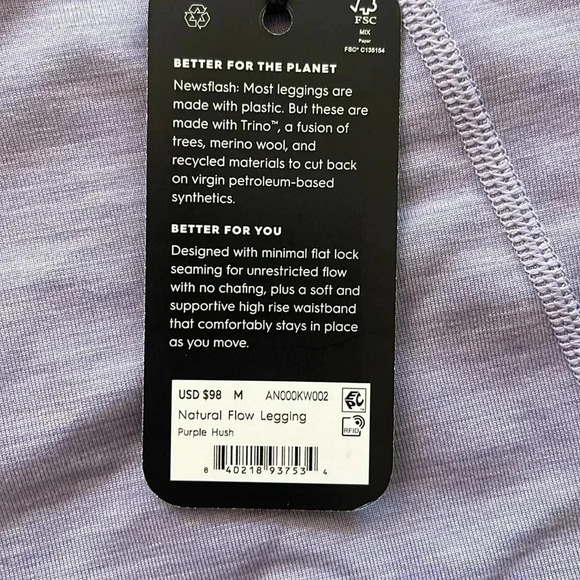 FSC
MIX
Paper
FSC® C135154
BETTER FOR THE PLANET
Newsflash: Most leggings are
made with plastic. But these are
made with Trino™, a fusion of
trees, merino wool, and
recycled materials to cut back
on virgin petroleum-based
synthetics.
BETTER FOR YOU
Designed with minimal flat lock
seaming for unrestricted flow
with no chafing, plus a soft and
supportive high rise waistband
that comfortably stays in place
as you move.
USD $98 M AN000KW002
Natural Flow Legging
Purple Hush
EPC
RFID
8 40218 93753 4